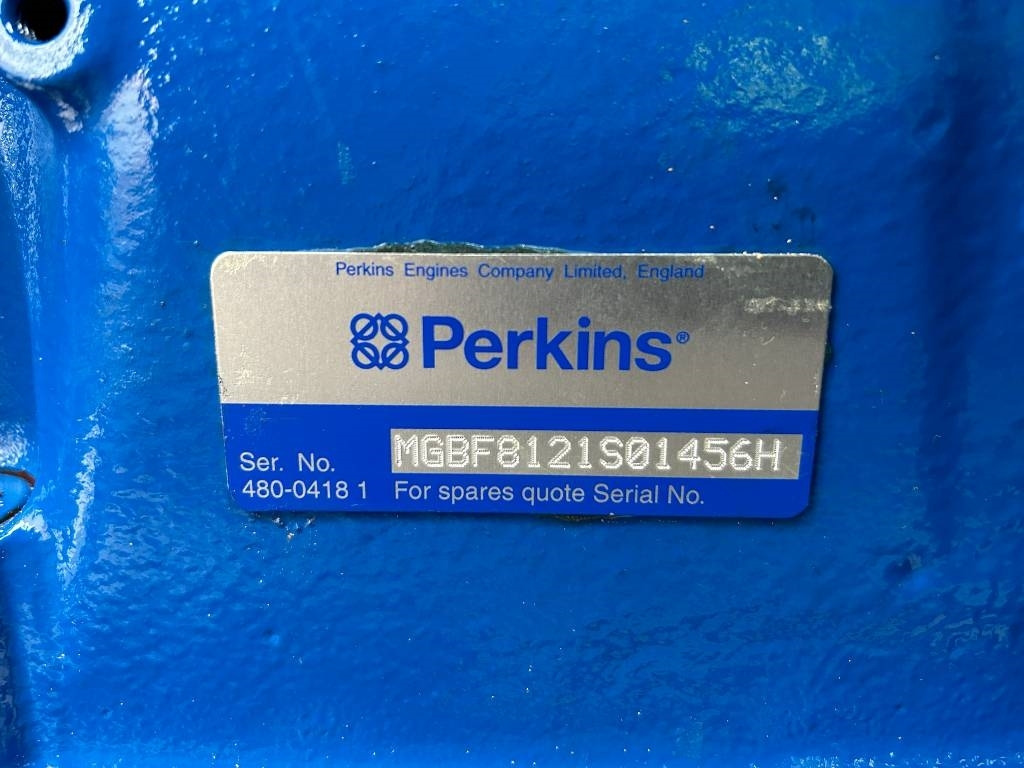 Perkins Engines Company Limited, England
Perkins®
Ser. No. MGBF8121S01456H
480-0418 1 For spares quote Serial No.